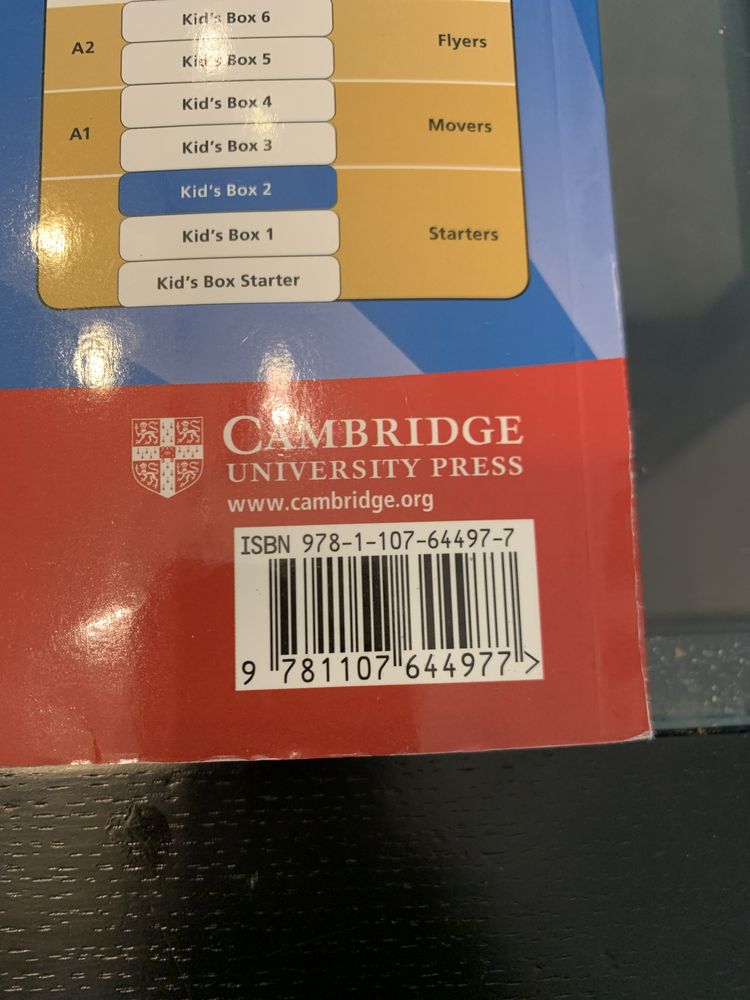 Kid's Box 6
A2
Flyers
Kid's Box 5
Kid's Box 4
A1
Movers
Kid's Box 3
Kid's Box 2
Kid's Box 1
Starters
Kid's Box Starter
CAMBRIDGE
UNIVERSITY PRESS
www.cambridge.org
ISBN 978-1-107-64497-7
9 781107 644977 >